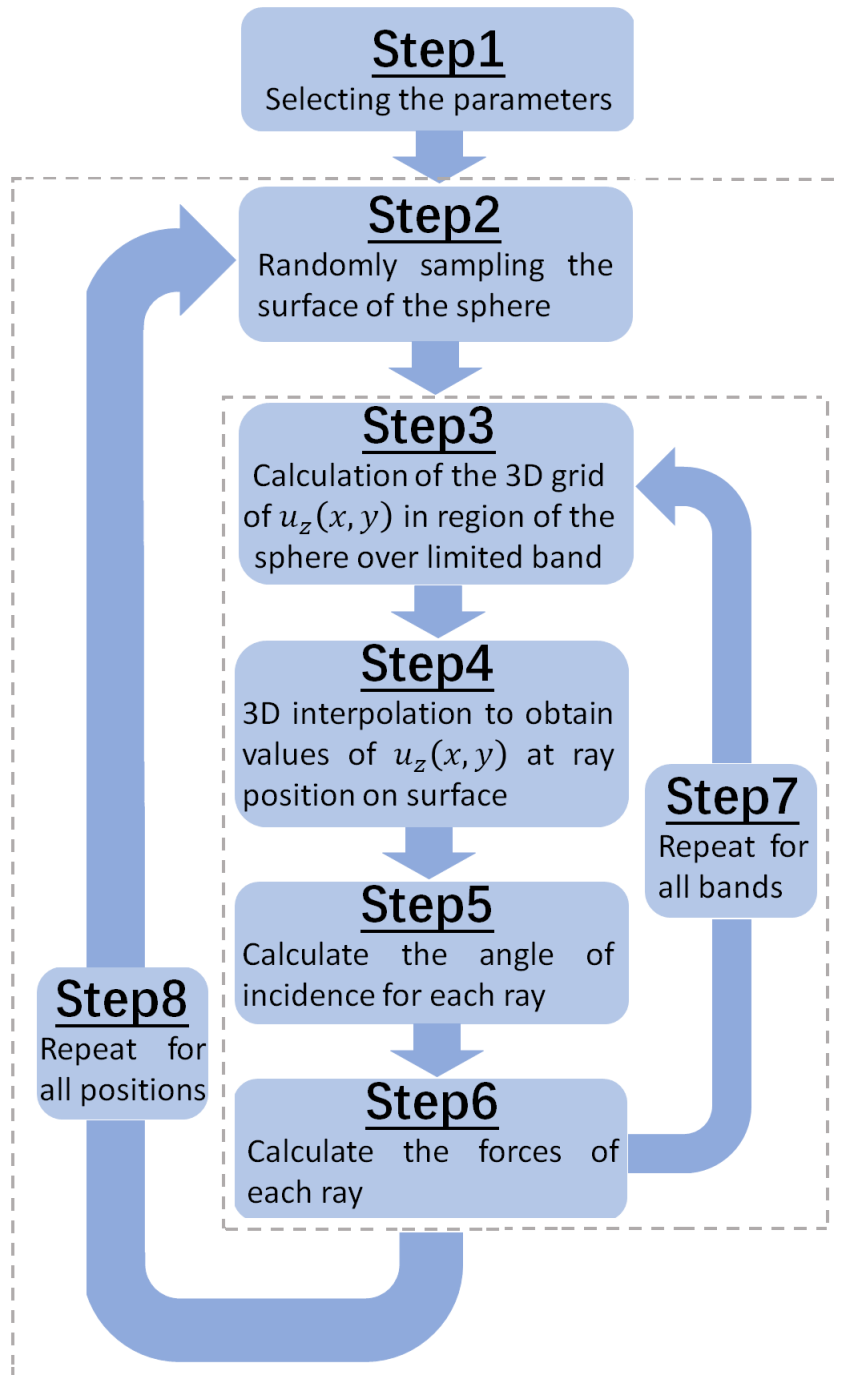 Step1
Selecting the parameters
Step2
Randomly sampling the
surface of the sphere
Step3
Calculation of the 3D grid
of u_z(x, y) in region of the
sphere over limited band
Step4
3D interpolation to obtain
values of u_z(x, y) at ray
position on surface
Step5
Calculate the angle of
incidence for each ray
Step6
Calculate the forces of
each ray
Step7
Repeat for
all bands
Step8
Repeat for
all positions